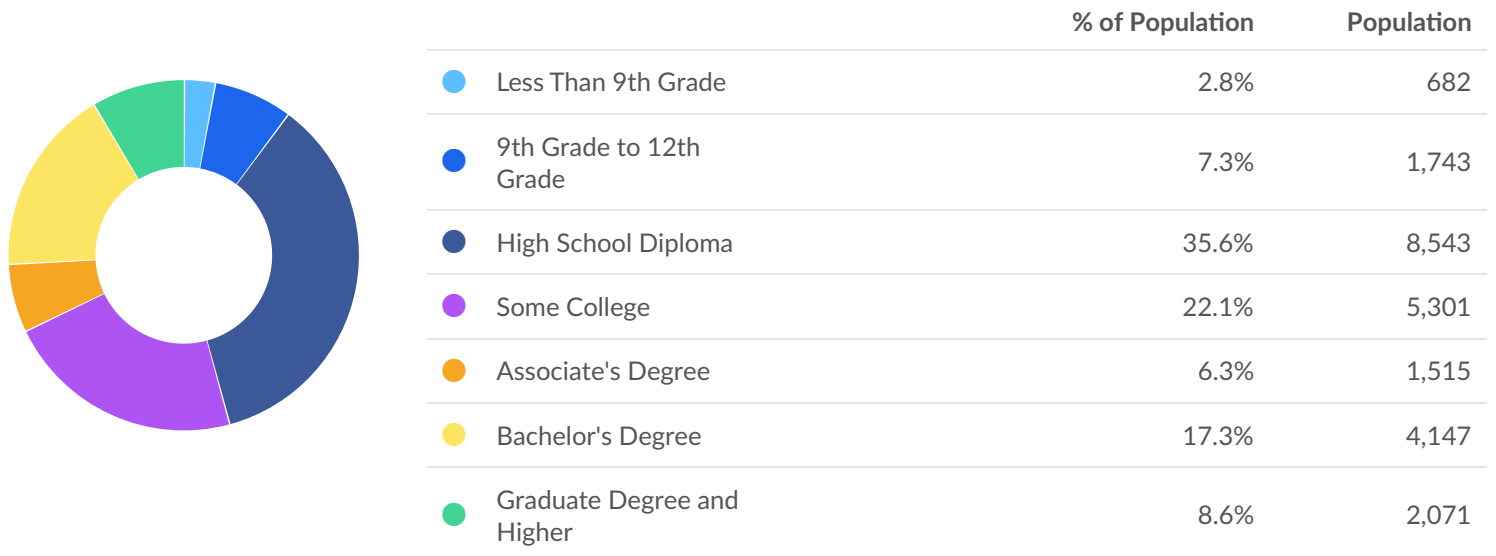 % of Population Population
Less Than 9th Grade 2.8% 682
9th Grade to 12th
Grade 7.3% 1,743
High School Diploma 35.6% 8,543
Some College 22.1% 5,301
Associate's Degree 6.3% 1,515
Bachelor's Degree 17.3% 4,147
Graduate Degree and
Higher 8.6% 2,071